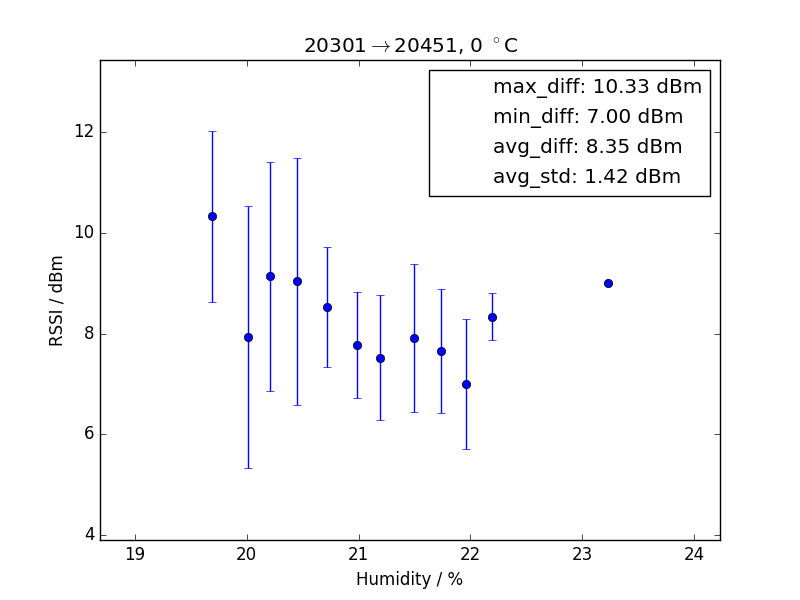 20301→20451, 0 °C
max_diff: 10.33 dBm
min_diff: 7.00 dBm
avg_diff: 8.35 dBm
avg_std: 1.42 dBm
RSSI / dBm
12
10
8
6
4
19 20 21 22 23 24
Humidity / %